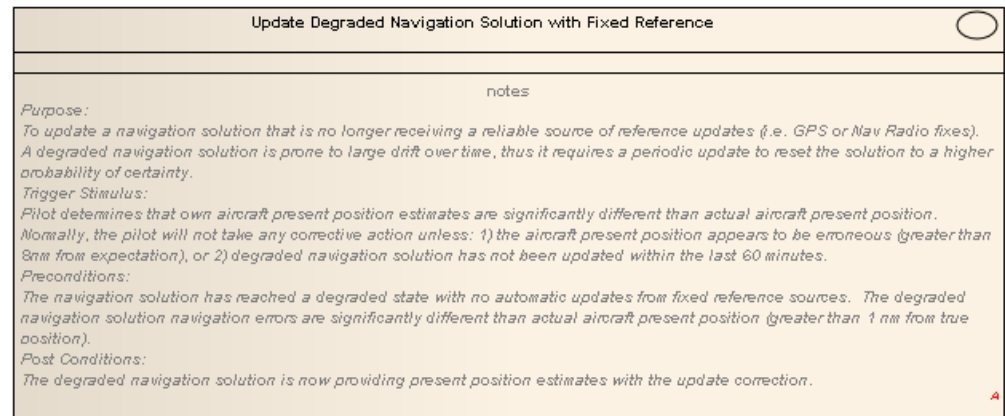 Update Degraded Navigation Solution with Fixed Reference
notes
Purpose:
To update a navigation solution that is no longer receiving a reliable source of reference updates (i.e. GPS or Nav Radio fixes).
A degraded navigation solution is prone to large drift over time, thus it requires a periodic update to reset the solution to a higher
probability of certainty.
Trigger Stimulus:
Pilot determines that own aircraft present position estimates are significantly different than actual aircraft present position.
Normally, the pilot will not take any corrective action unless: 1) the aircraft present position appears to be erroneous (greater than
8nm from expectation), or 2) degraded navigation solution has not been updated within the last 60 minutes.
Preconditions:
The navigation solution has reached a degraded state with no automatic updates from fixed reference sources. The degraded
navigation solution navigation errors are significantly different than actual aircraft present position (greater than 1 nm from true
position).
Post Conditions:
The degraded navigation solution is now providing present position estimates with the update correction.
A